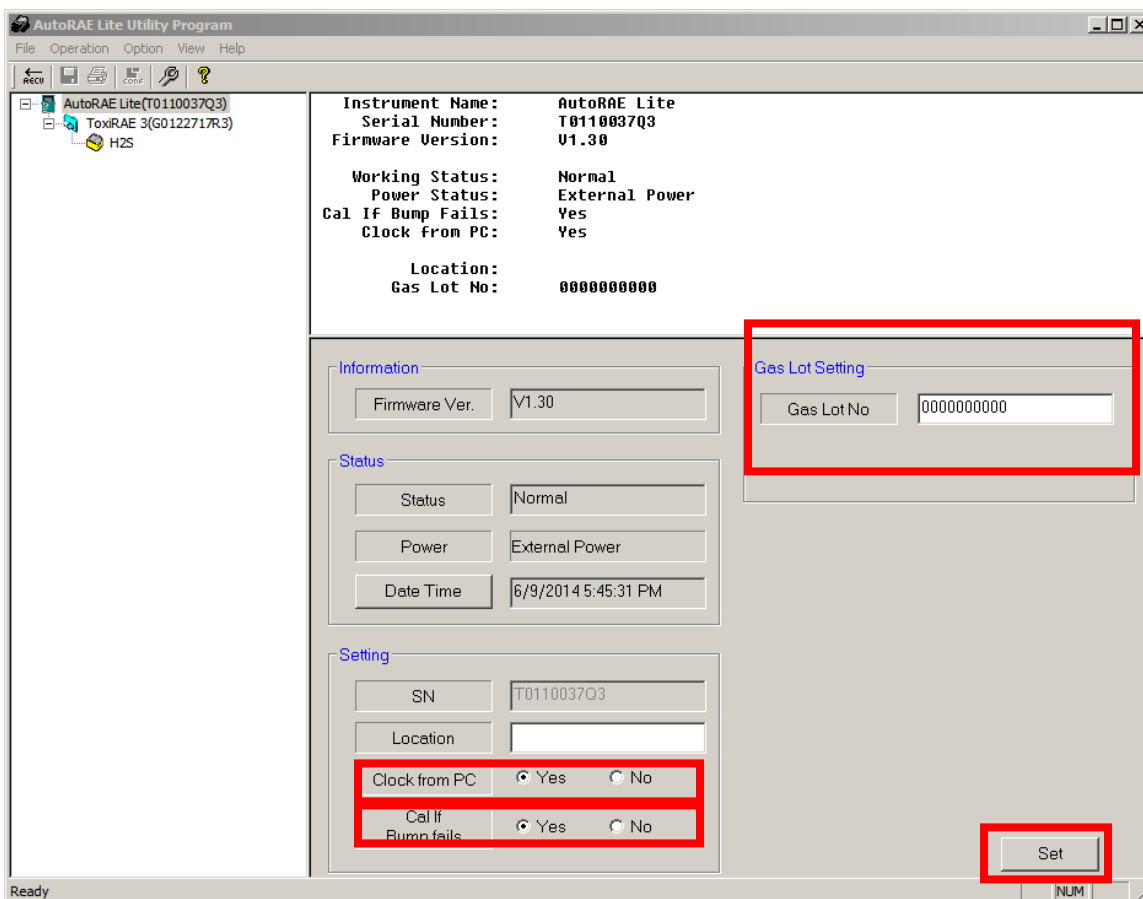 AutoRAE Lite Utility Program
File Operation Option View Help
RECU CONF
AutoRAE Lite(T0110037Q3)
ToxiRAE 3(G0122717R3)
H2S
Instrument Name: AutoRAE Lite
Serial Number: T0110037Q3
Firmware Version: V1.30
Working Status: Normal
Power Status: External Power
Cal If Bump Fails: Yes
Clock from PC: Yes
Location:
Gas Lot No: 0000000000
Information
Firmware Ver. V1.30
Status
Status Normal
Power External Power
Date Time 6/9/2014 5:45:31 PM
Setting
SN T0110037Q3
Location
Clock from PC Yes No
Cal If
Bump fails Yes No
Gas Lot Setting
Gas Lot No 0000000000
Set
Ready NUM